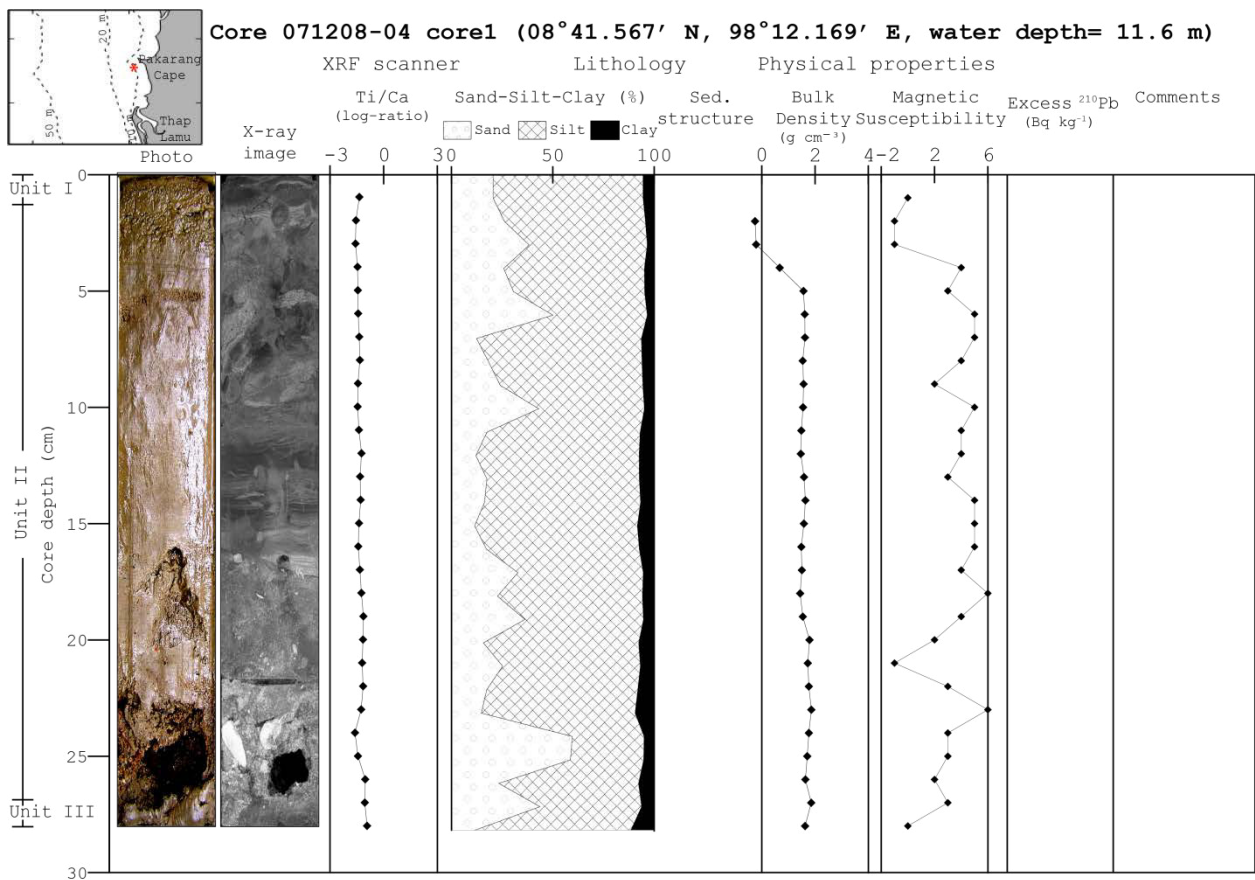 Core 071208-04 core1 (08°41.567′ N, 98°12.169′ E, water depth= 11.6 m)
20 m
50 m
Pakarang
Cape
Thap
Lamu
XRF scanner
Lithology
Physical properties
Photo
X-ray
image
Ti/Ca
(log-ratio)
Sand-Silt-Clay (%)
Sand
Silt
Clay
Sed.
structure
Bulk
Density
(g cm⁻³)
Magnetic
Susceptibility
Excess ²¹⁰Pb
(Bq kg⁻¹)
Comments
-3 0 3
0 50 100
0 2 4
-2 2 6
Core depth (cm)
0
5
10
15
20
25
30
Unit I
Unit II
Unit III